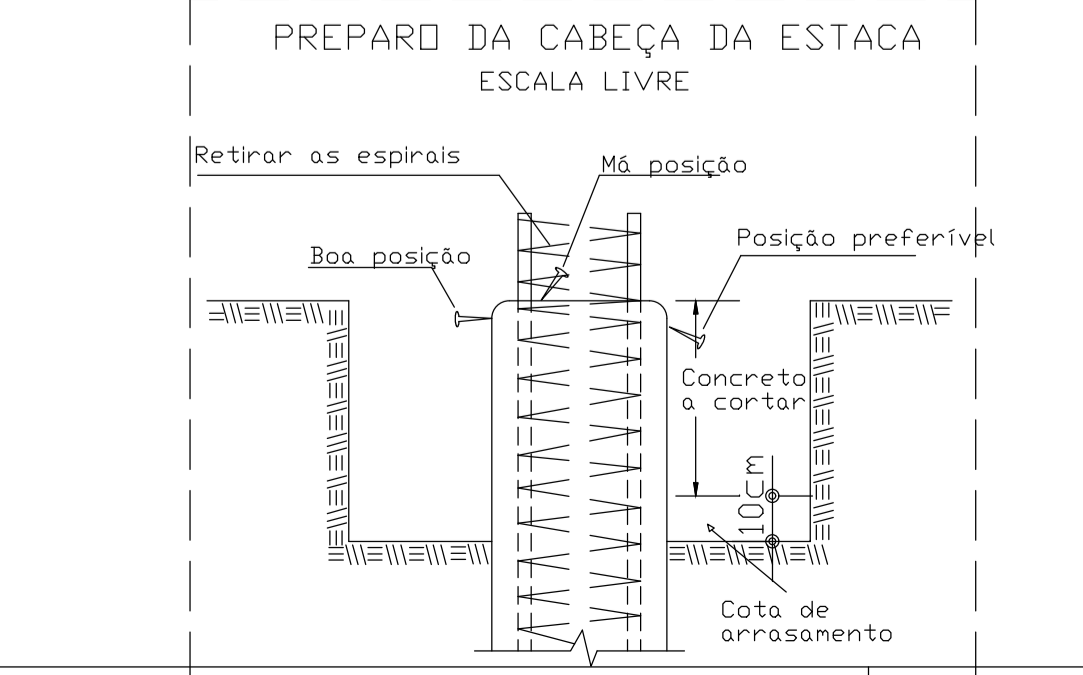 PREPARO DA CABEÇA DA ESTACA
ESCALA LIVRE
Retirar as espirais
Má posição
Posição preferível
Boa posição
Concreto
a cortar
10cm
Cota de
arrasamento